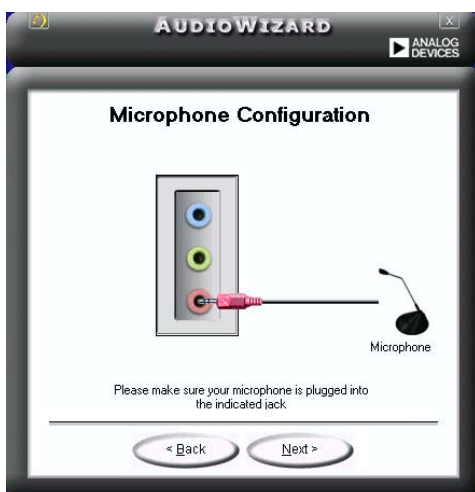 AUDIOWIZARD
X
ANALOG
DEVICES
Microphone Configuration
Microphone
Please make sure your microphone is plugged into
the indicated jack
< Back
Next >